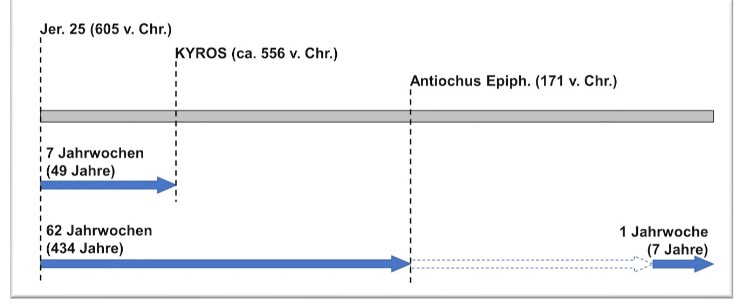 Jer. 25 (605 v. Chr.)
KYROS (ca. 556 v. Chr.)
Antiochus Epiph. (171 v. Chr.)
7 Jahrwochen
(49 Jahre)
62 Jahrwochen
(434 Jahre)
1 Jahrwoche
(7 Jahre)